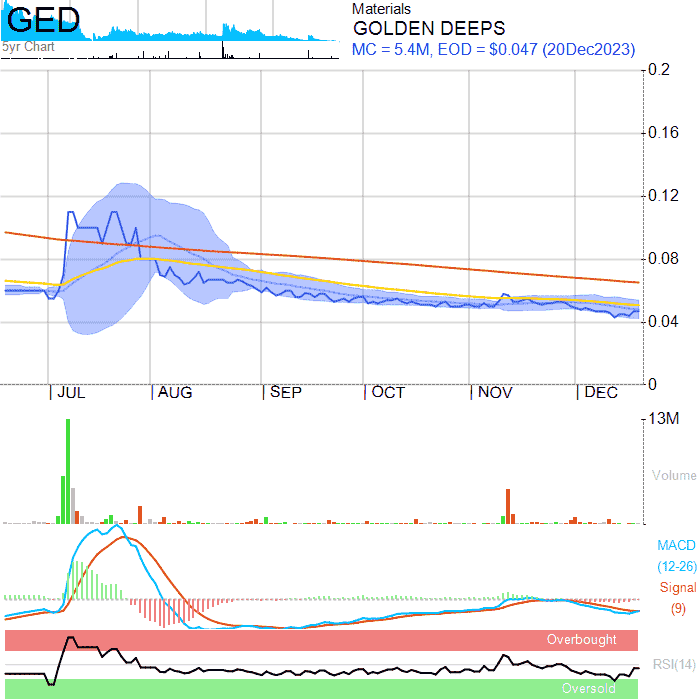 GED
5yr Chart
Materials
GOLDEN DEEPS
MC = 5.4M, EOD = $0.047 (20Dec2023)
0.2
0.16
0.12
0.08
0.04
0
JUL AUG SEP OCT NOV DEC
13M
Volume
MACD
(12-26)
Signal
(9)
Overbought
RSI(14)
Oversold